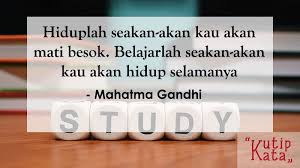 Hiduplah seakan-akan kau akan
mati besok. Belajarlah seakan-akan
kau akan hidup selamanya
- Mahatma Gandhi
STUDY
"Kutip
Kata„